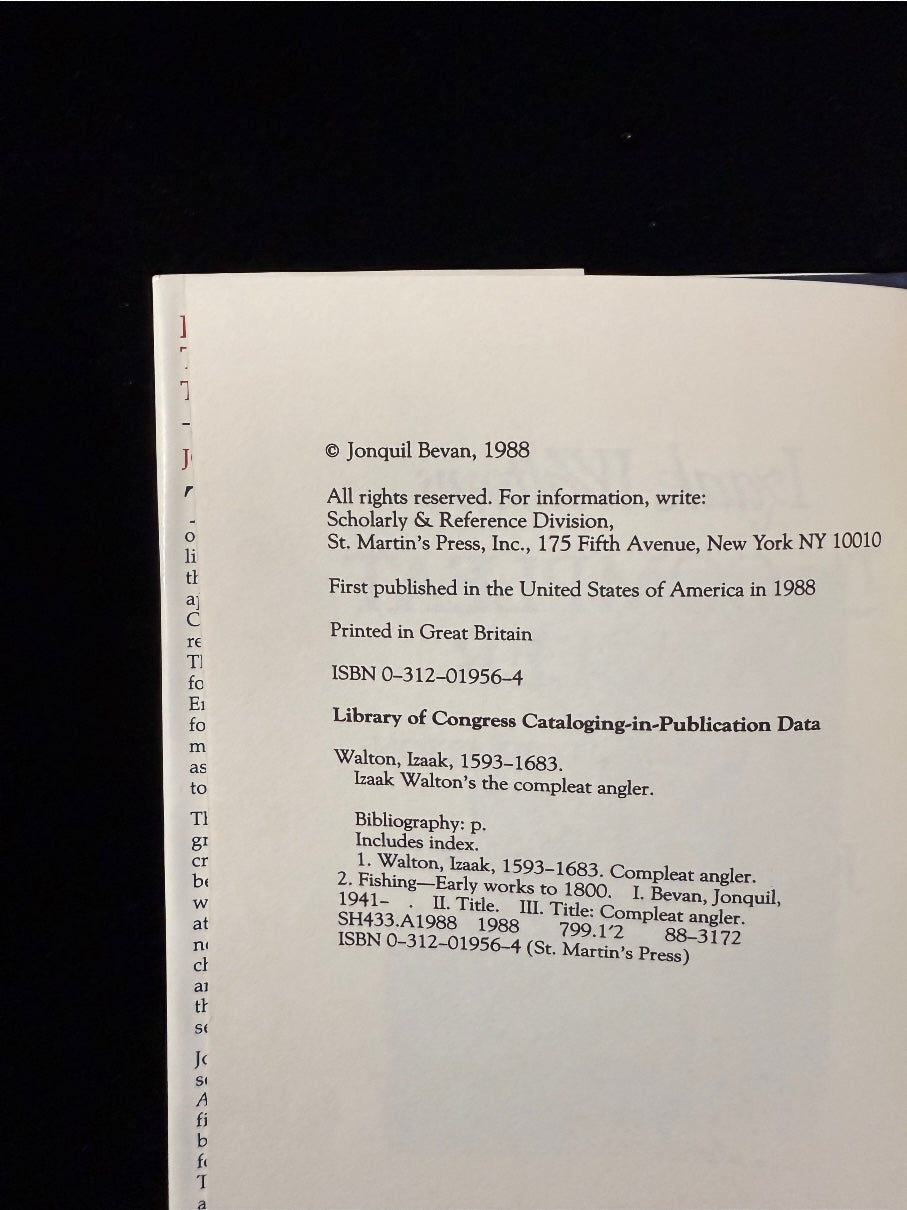 © Jonquil Bevan, 1988
All rights reserved. For information, write:
Scholarly & Reference Division,
St. Martin's Press, Inc., 175 Fifth Avenue, New York NY 10010
First published in the United States of America in 1988
Printed in Great Britain
ISBN 0–312–01956–4
Library of Congress Cataloging-in-Publication Data
Walton, Izaak, 1593–1683.
Izaak Walton's the compleat angler.
Bibliography: p.
Includes index.
1. Walton, Izaak, 1593–1683. Compleat angler.
2. Fishing—Early works to 1800. I. Bevan, Jonquil,
1941– . II. Title. III. Title: Compleat angler.
SH433.A1988 1988 799.1′2 88–3172
ISBN 0–312–01956–4 (St. Martin's Press)